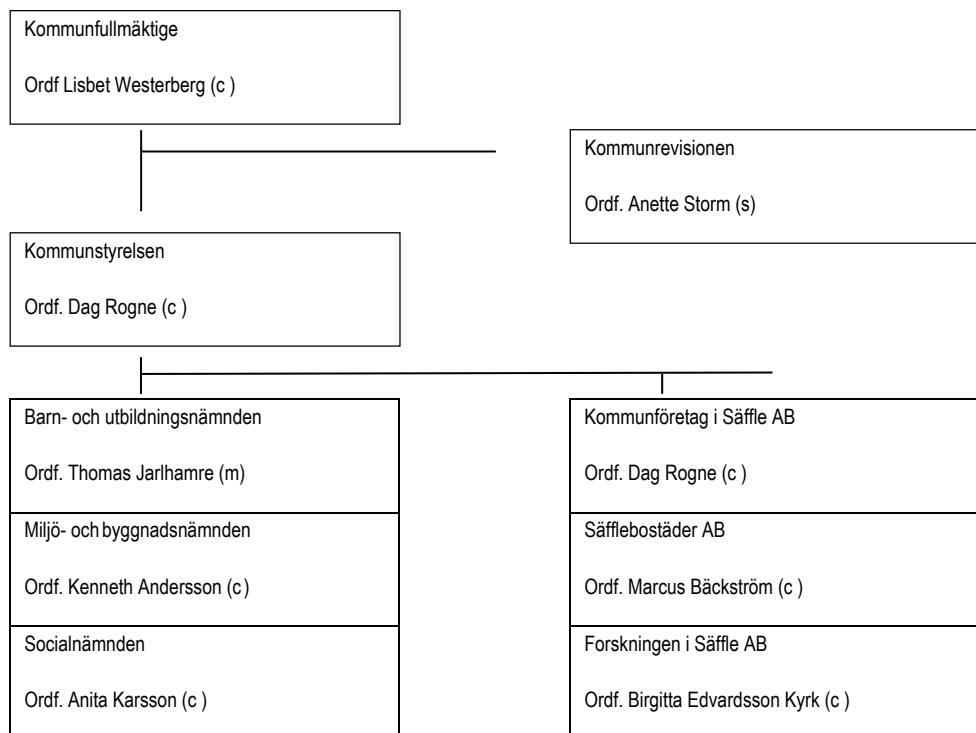 Kommunfullmäktige
Ordf Lisbet Westerberg (c )
Kommunrevisionen
Ordf. Anette Storm (s)
Kommunstyrelsen
Ordf. Dag Rogne (c )
Barn- och utbildningsnämnden
Ordf. Thomas Jarlhamre (m)
Miljö- och byggnadsnämnden
Ordf. Kenneth Andersson (c )
Socialnämnden
Ordf. Anita Karsson (c )
Kommunföretag i Säffle AB
Ordf. Dag Rogne (c )
Säfflebostäder AB
Ordf. Marcus Bäckström (c )
Forskningen i Säffle AB
Ordf. Birgitta Edvardsson Kyrk (c )